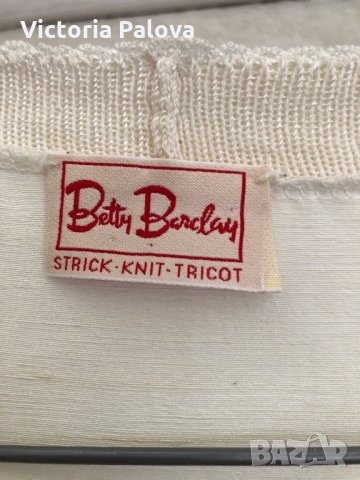 Victoria Palova
Betty Barclay
STRICK-KNIT-TRICOT
BAZAR